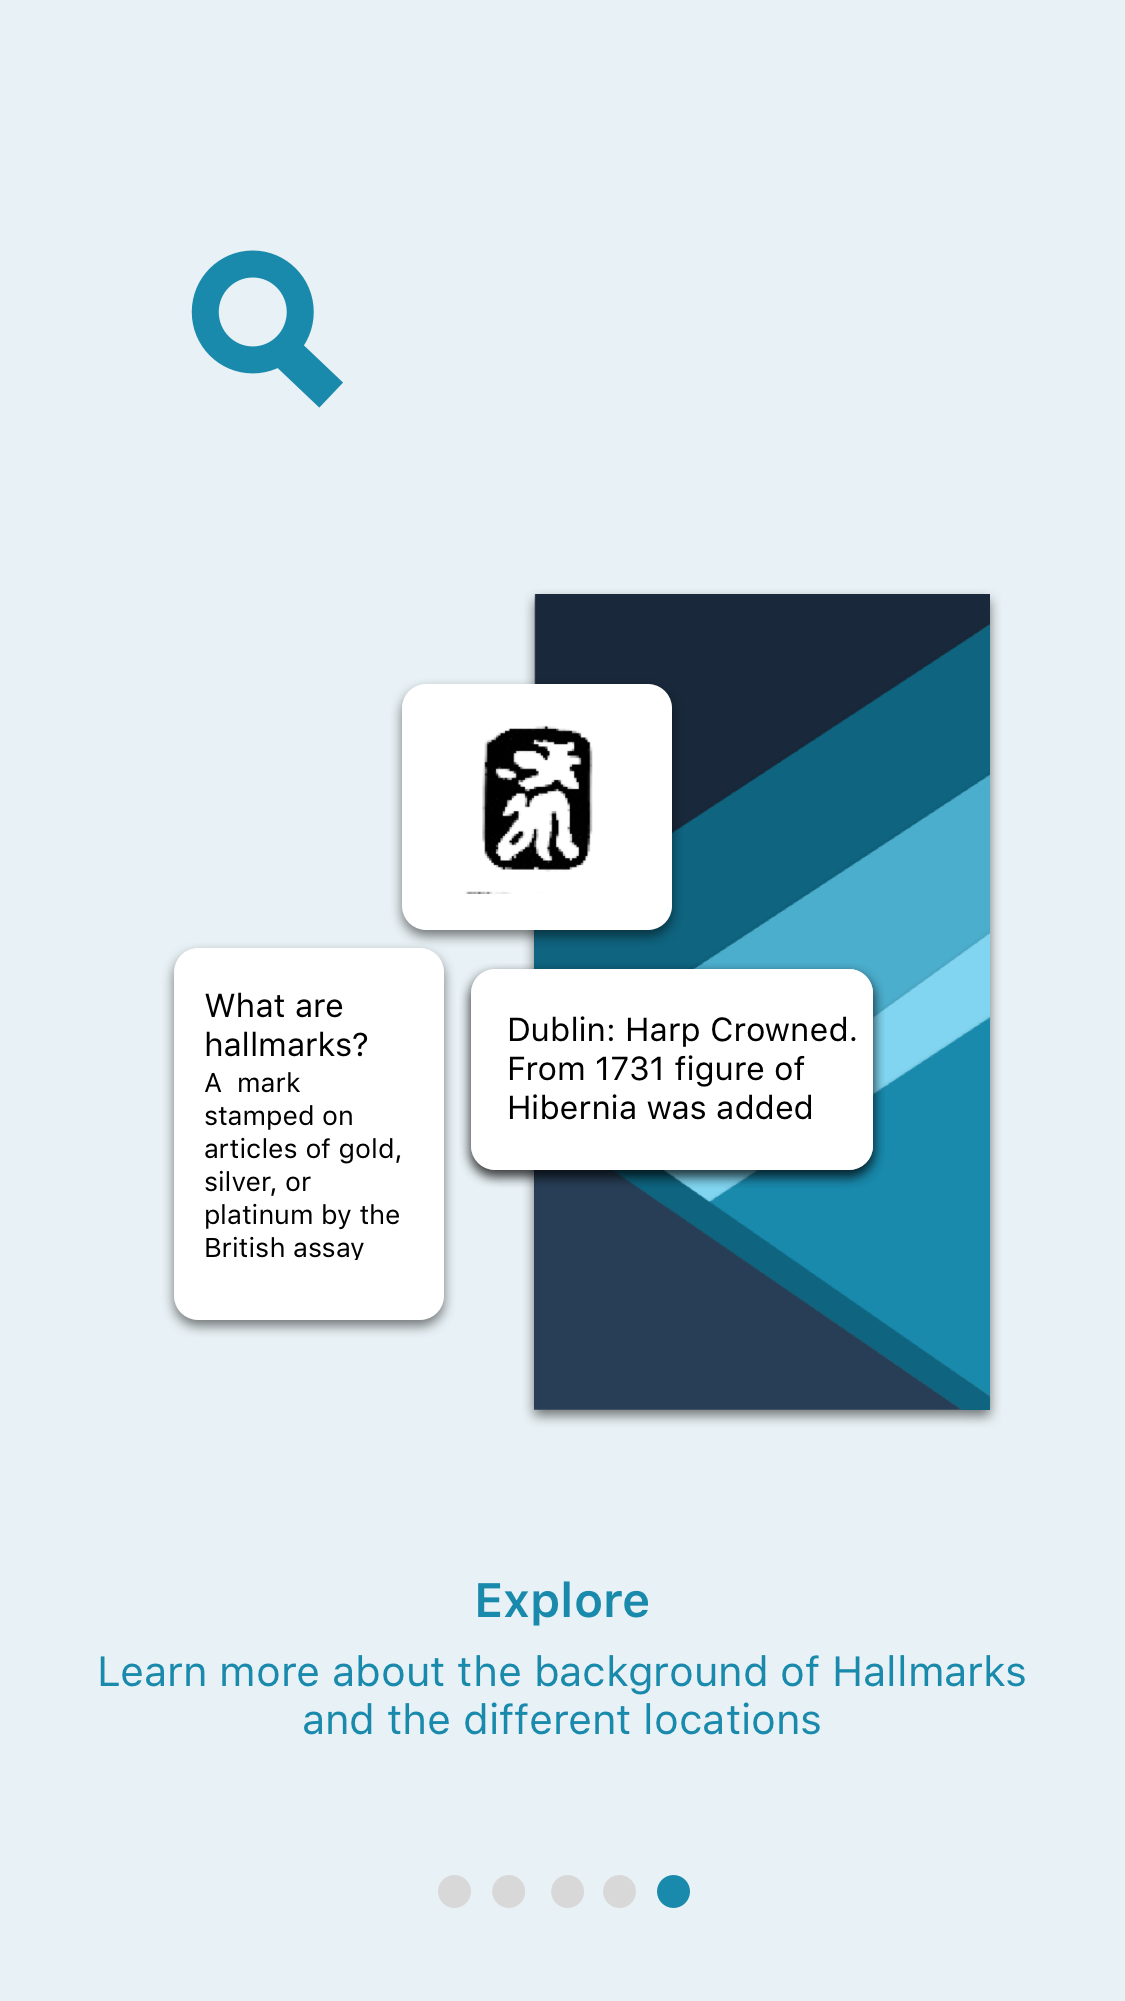 What are
hallmarks?
A  mark
stamped on
articles of gold,
silver, or
platinum by the
British assay
Dublin: Harp Crowned.
From 1731 figure of
Hibernia was added
Explore
Learn more about the background of Hallmarks
and the different locations